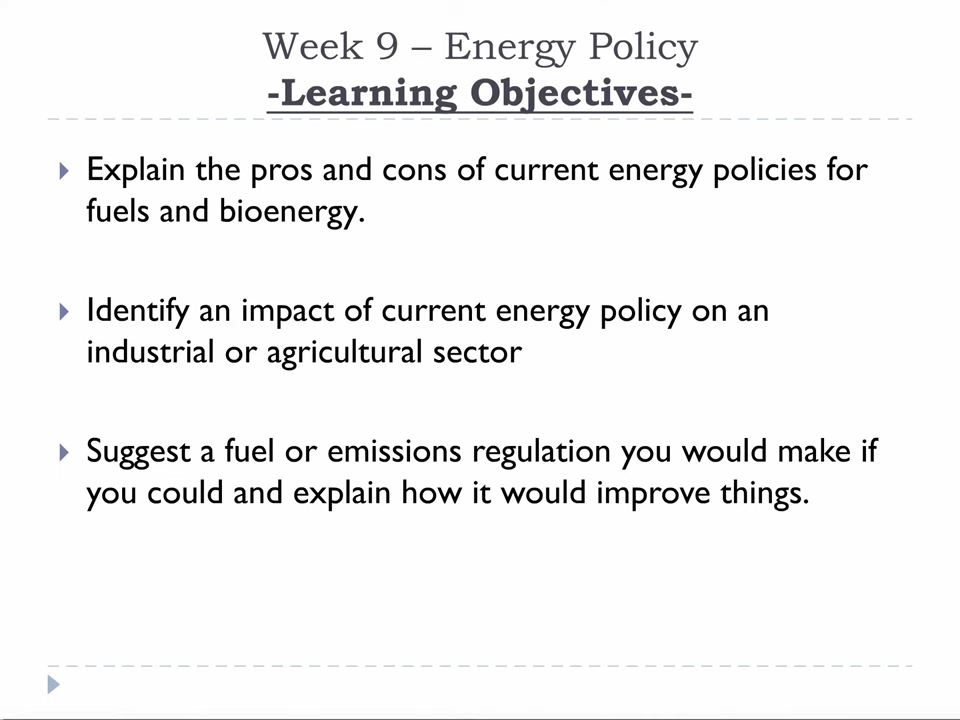 Week 9 – Energy Policy
-Learning Objectives-
Explain the pros and cons of current energy policies for
fuels and bioenergy.
Identify an impact of current energy policy on an
industrial or agricultural sector
Suggest a fuel or emissions regulation you would make if
you could and explain how it would improve things.